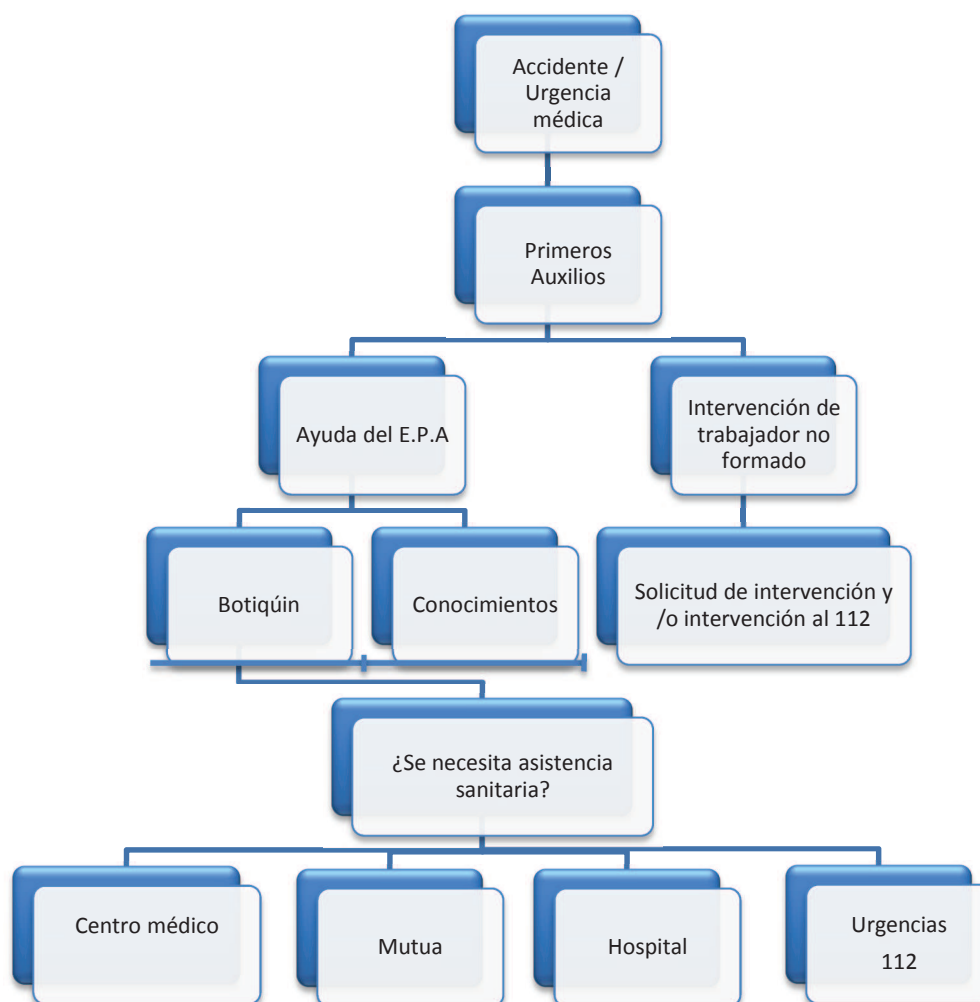 Accidente /
Urgencia
médica
Primeros
Auxilios
Ayuda del E.P.A
Intervención de
trabajador no
formado
Botiqúin
Conocimientos
Solicitud de intervención y
/o intervención al 112
¿Se necesita asistencia
sanitaria?
Centro médico
Mutua
Hospital
Urgencias
112